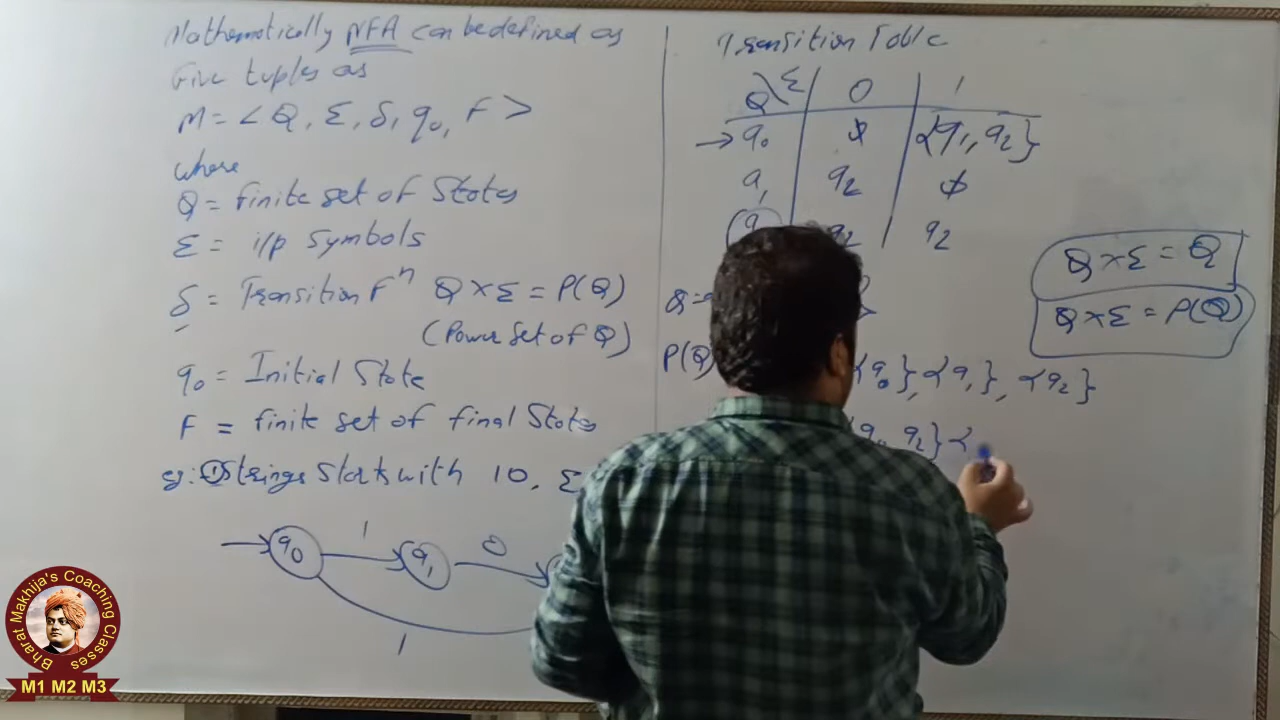 Mathematically NFA can be defined as
five tuples as
M = < Q, Σ, δ, q0, F >
where
Q = finite set of States
Σ = i/p symbols
δ = Transition Fⁿ Q × Σ = P(Q)
(Power set of Q)
q0 = Initial State
F = finite set of final States
eg: ① Strings starts with 10, Σ
q0 1 q1 0
1
Transition Table
Q \ Σ 0 1
→ q0 ϕ {q1, q2}
q1 q2 ϕ
q2 q2
Q × Σ = Q
Q × Σ = P(Q)
P(Q) {q0}, {q1}, {q2}
q2} {
Bharat Makhija's Coaching Classes
M1 M2 M3